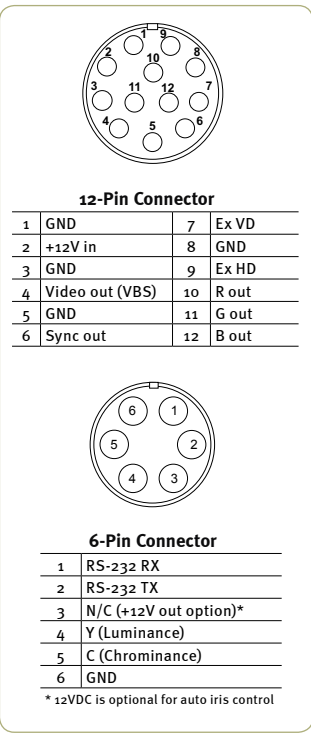 1 9
2 8
10
3 11 12 7
4 6
5
12-Pin Connector
1 GND 7 Ex VD
2 +12V in 8 GND
3 GND 9 Ex HD
4 Video out (VBS) 10 R out
5 GND 11 G out
6 Sync out 12 B out
6 1
5 2
4 3
6-Pin Connector
1 RS-232 RX
2 RS-232 TX
3 N/C (+12V out option)*
4 Y (Luminance)
5 C (Chrominance)
6 GND
* 12VDC is optional for auto iris control